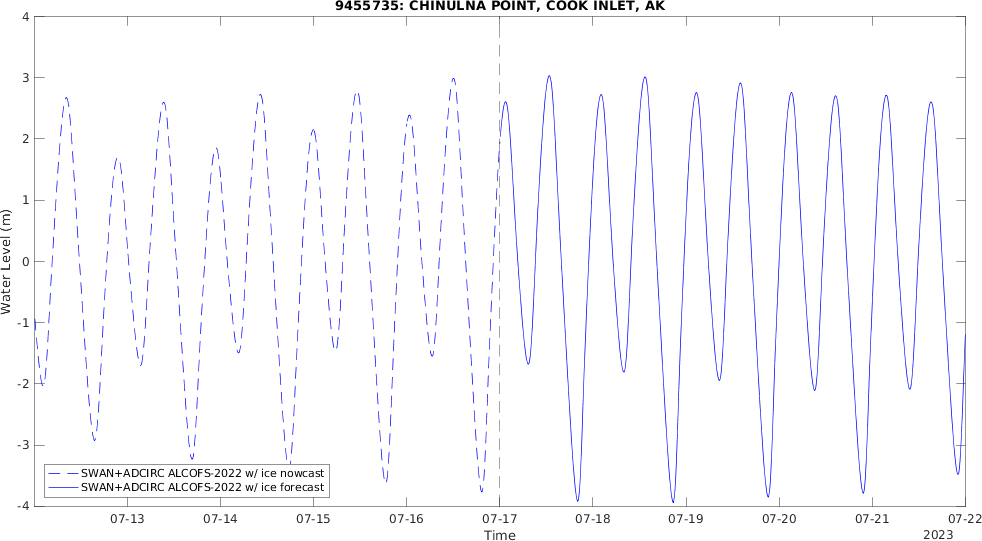 9455735: CHINULNA POINT, COOK INLET, AK
4
3
2
1
0
-1
-2
-3
-4
Water Level (m)
SWAN+ADCIRC ALCOFS-2022 w/ ice nowcast
SWAN+ADCIRC ALCOFS-2022 w/ ice forecast
07-13 07-14 07-15 07-16 07-17 07-18 07-19 07-20 07-21 07-22
Time
2023